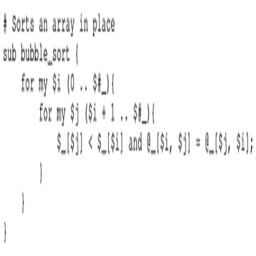 # Sorts an array in place
sub bubble_sort {
for my $i (0 .. $#_){
for my $j ($i + 1 .. $#_){
$_[$j] < $_[$i] and @_[$i, $j] = @_[$j, $i];
}
}
}